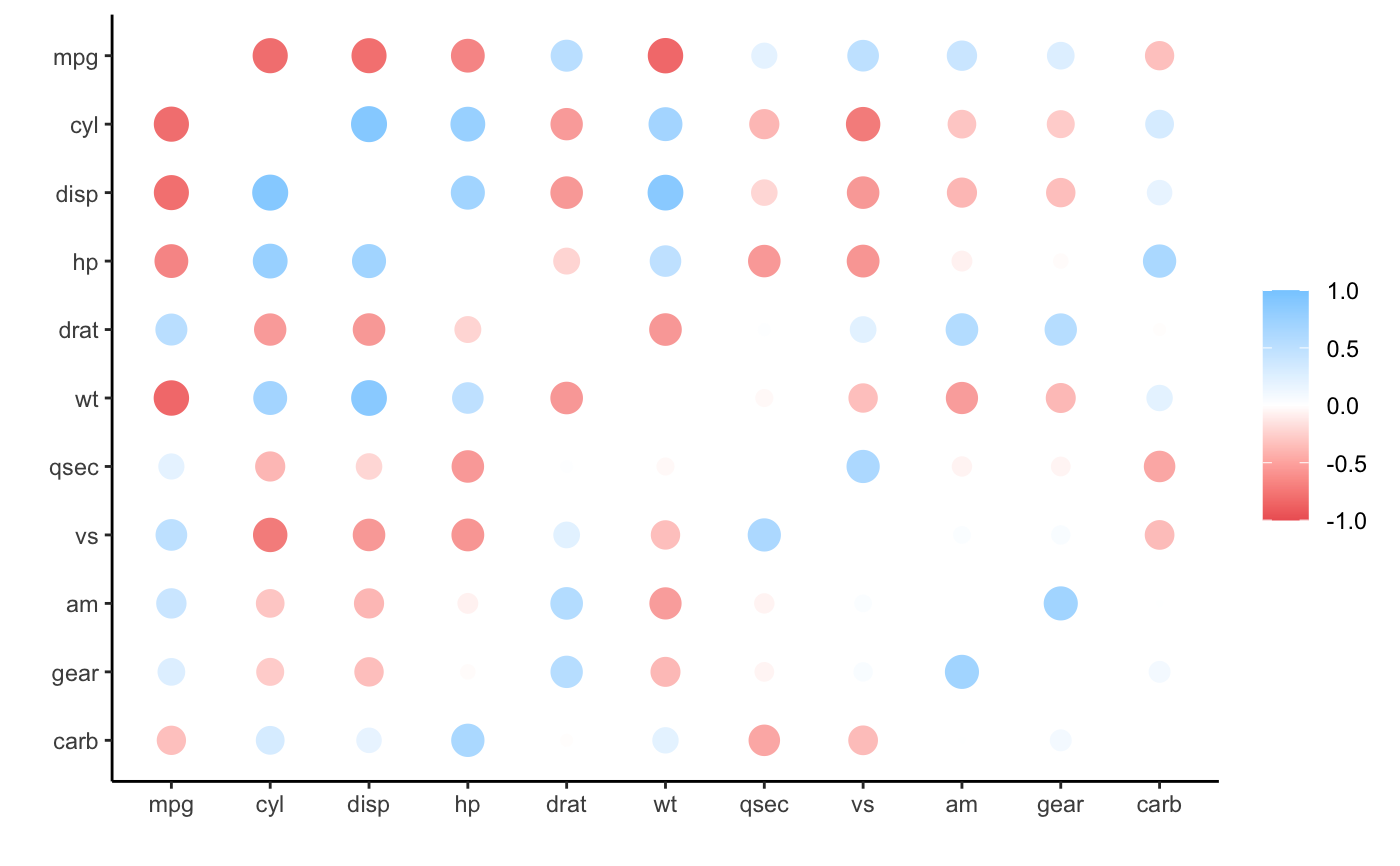 mpg
cyl
disp
hp
drat
wt
qsec
vs
am
gear
carb
mpg cyl disp hp drat wt qsec vs am gear carb
1.0
0.5
0.0
-0.5
-1.0